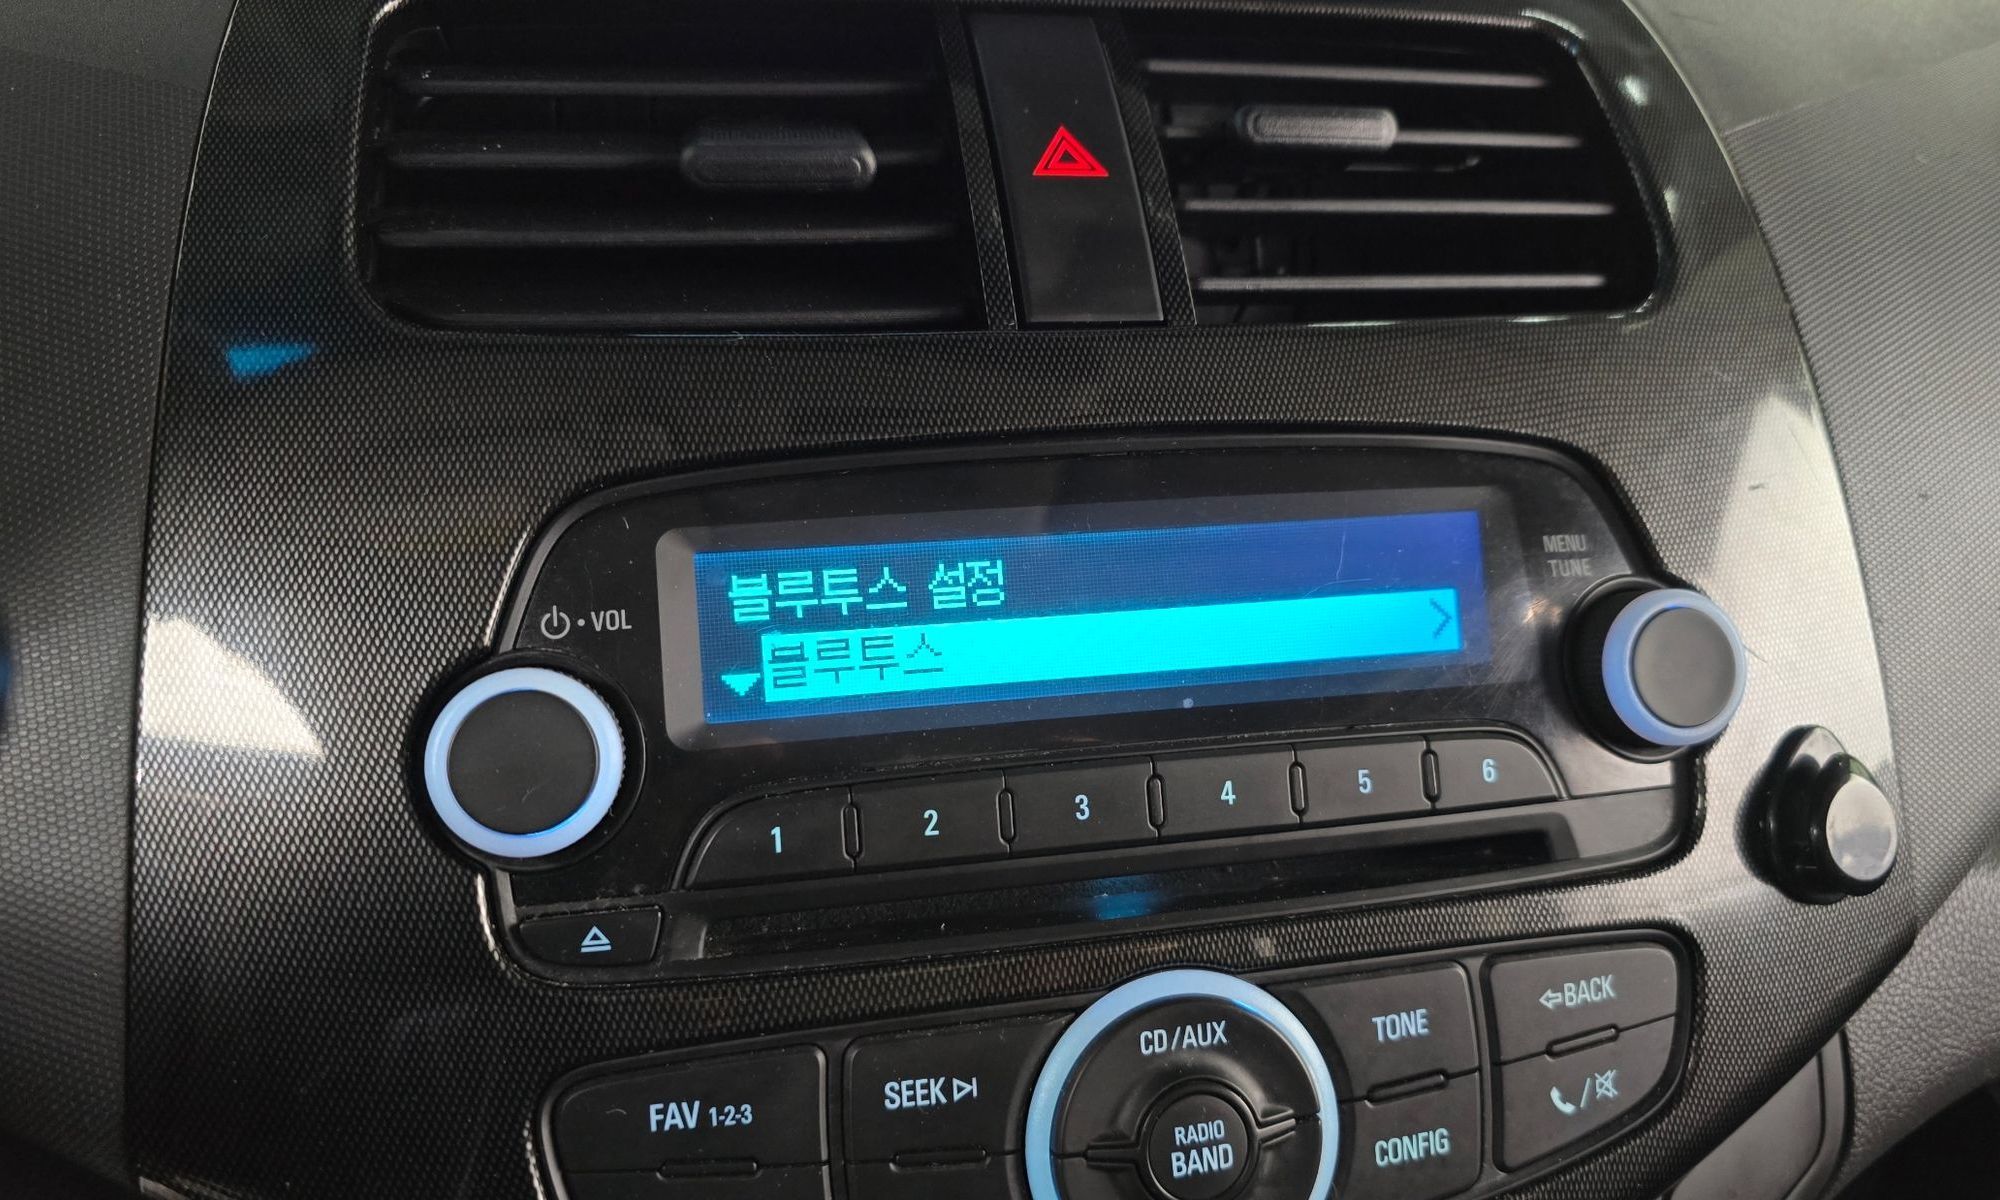 블루투스 설정
블루투스
MENU
TUNE
VOL
1
2
3
4
5
6
BACK
CD/AUX
TONE
SEEK
FAV 1-2-3
RADIO
BAND
CONFIG